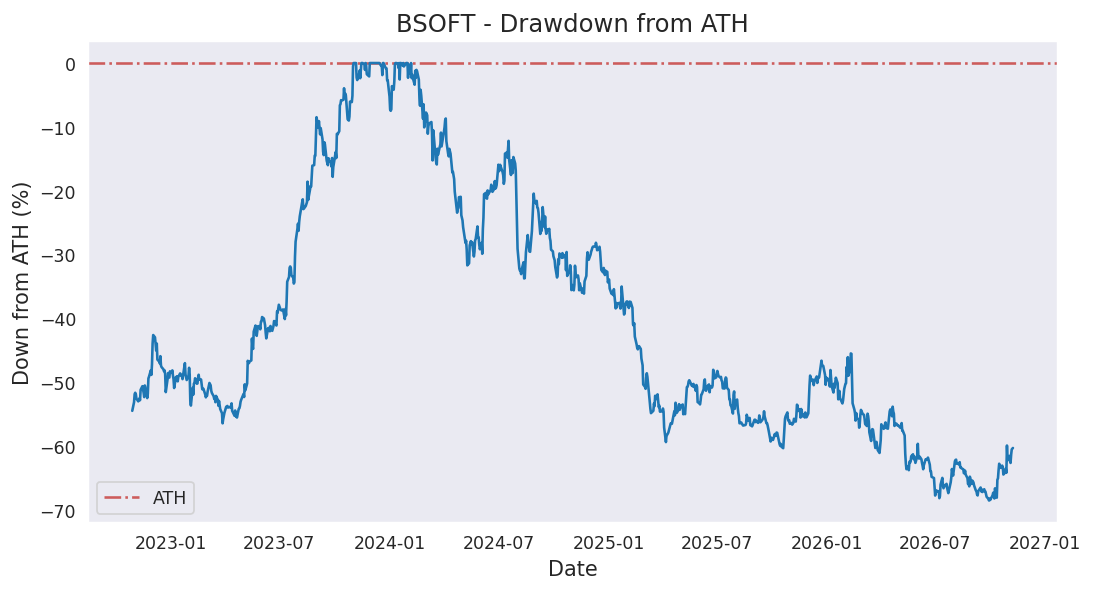 BSOFT - Drawdown from ATH
Down from ATH (%)
0
−10
−20
−30
−40
−50
−60
−70
ATH
2023-01 2023-07 2024-01 2024-07 2025-01 2025-07 2026-01 2026-07 2027-01
Date